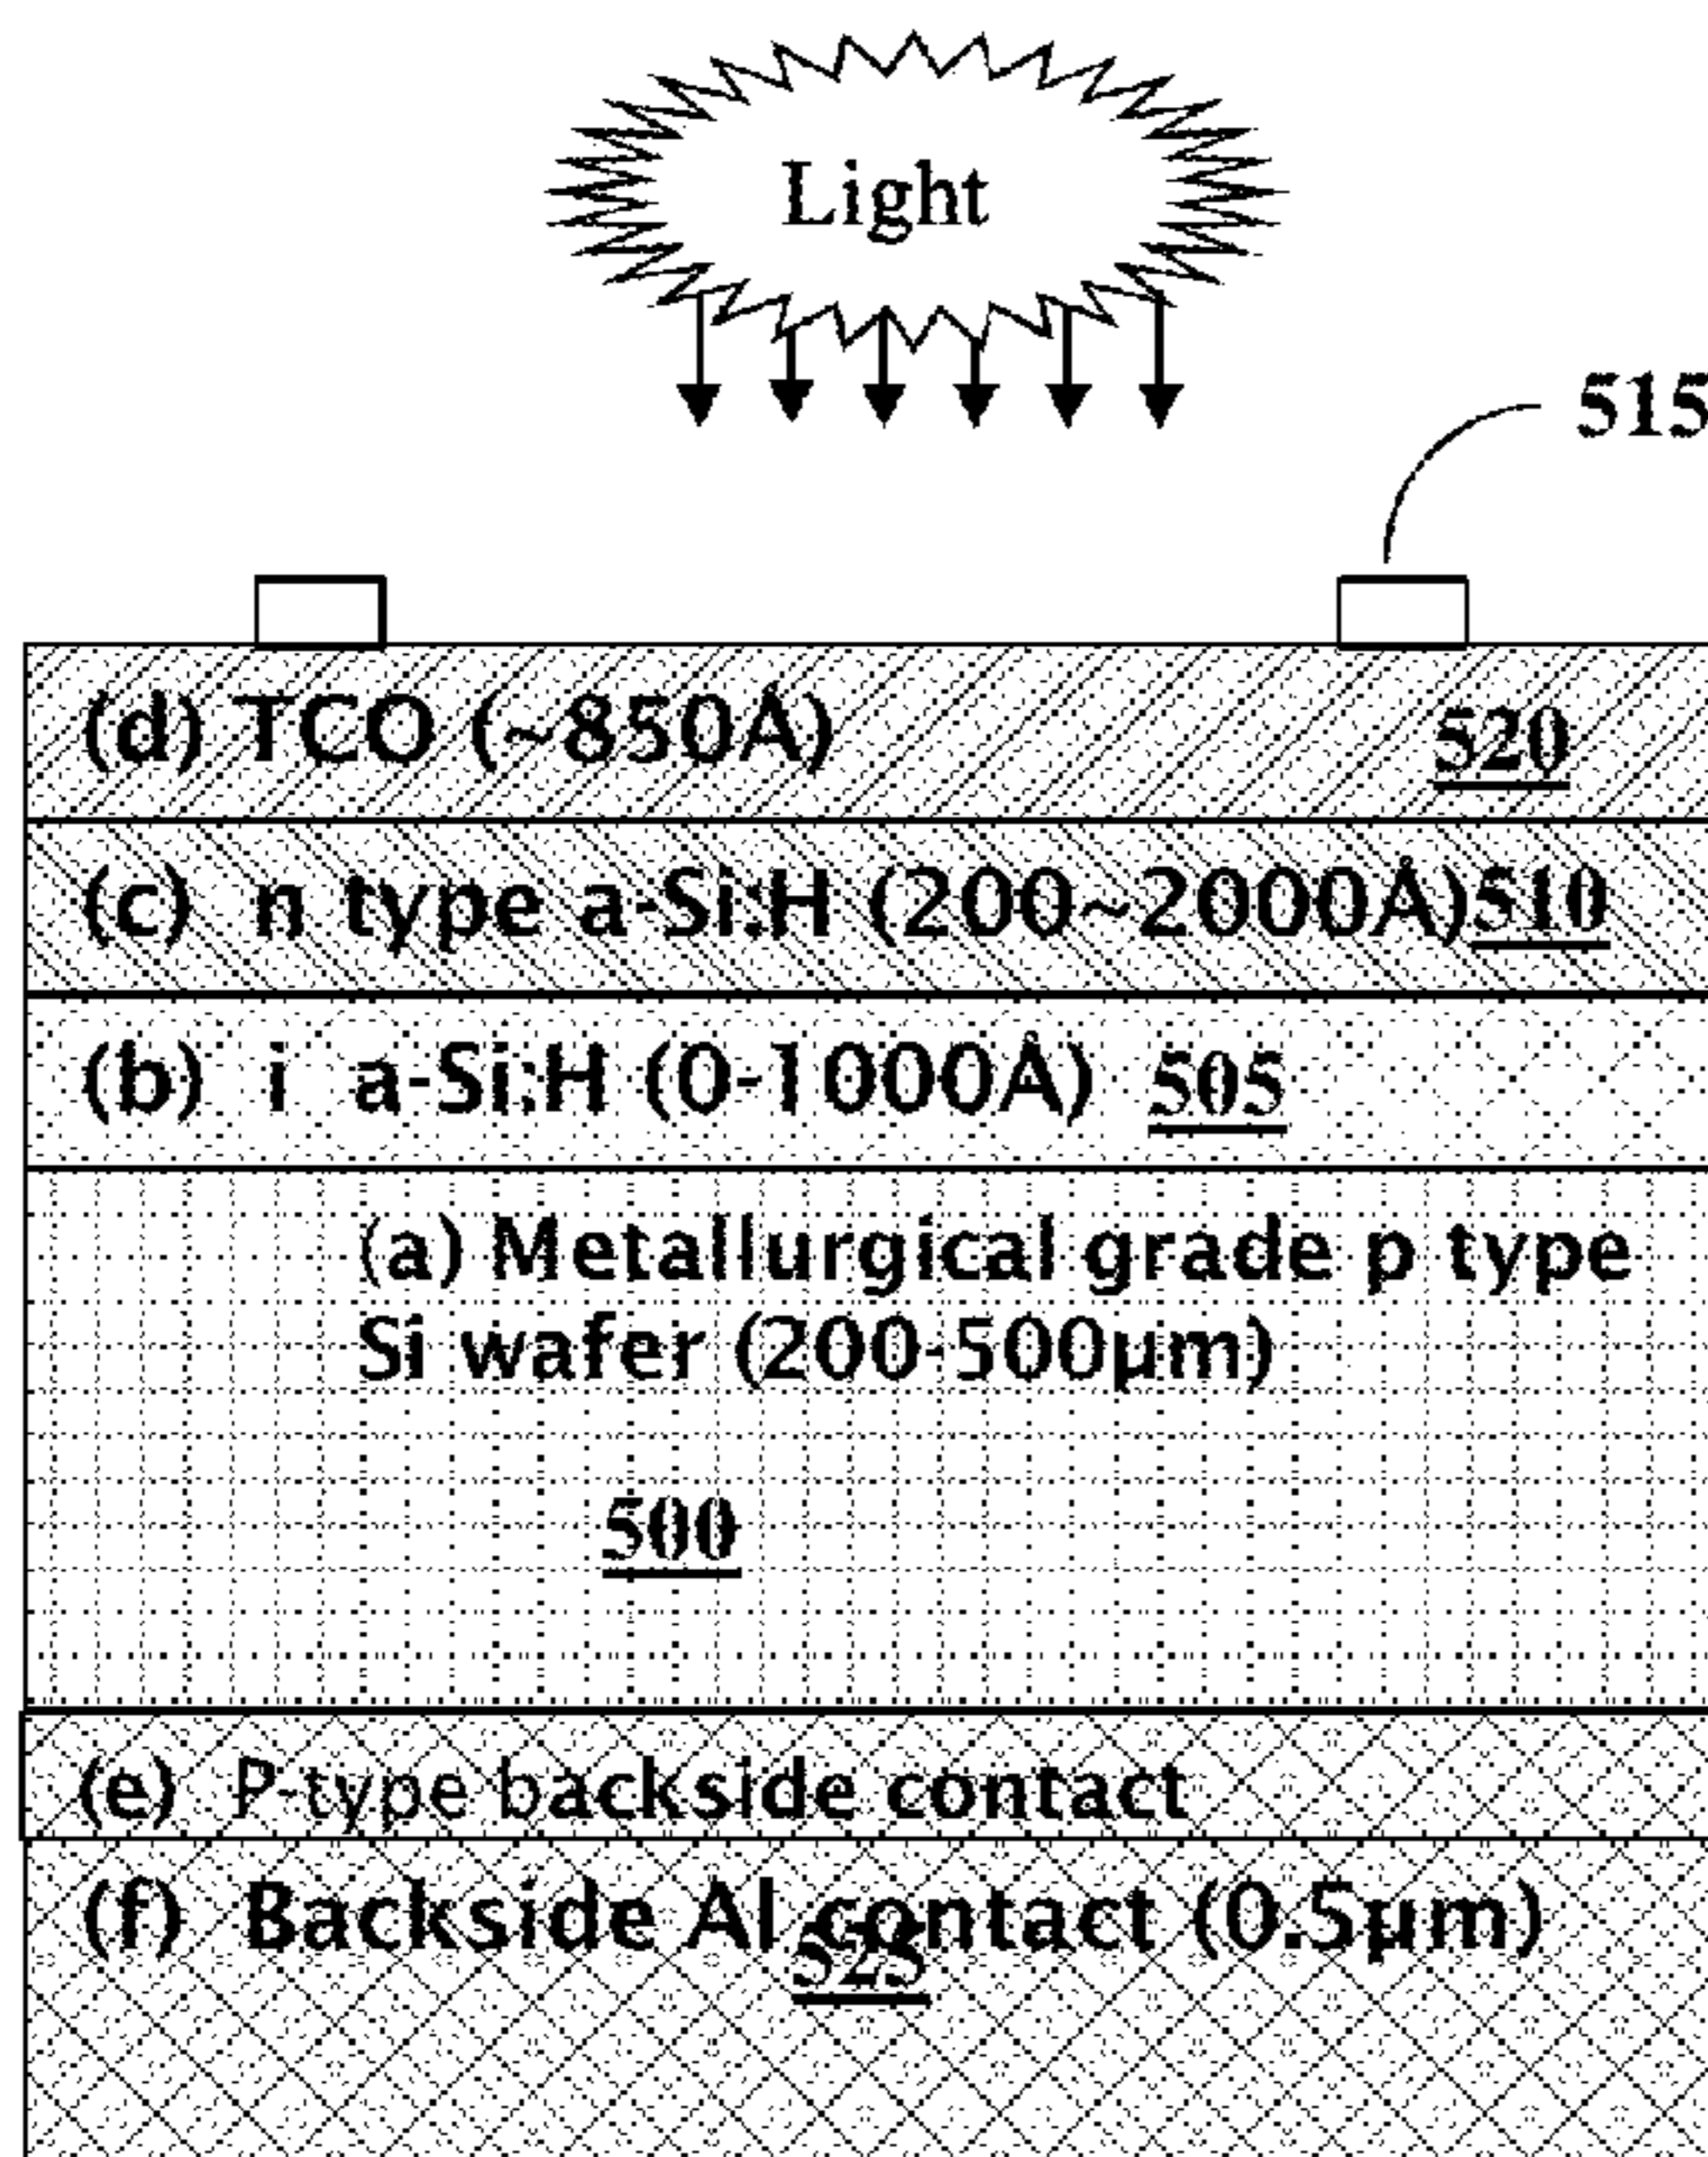 Light
515
(d) TCO (~850Å) 520
(c) n type a-Si:H (200~2000Å) 510
(b) i a-Si:H (0-1000Å) 505
(a) Metallurgical grade p type
Si wafer (200-500µm)
500
(e) P-type backside contact
(f) Backside Al contact (0.5µm)
525